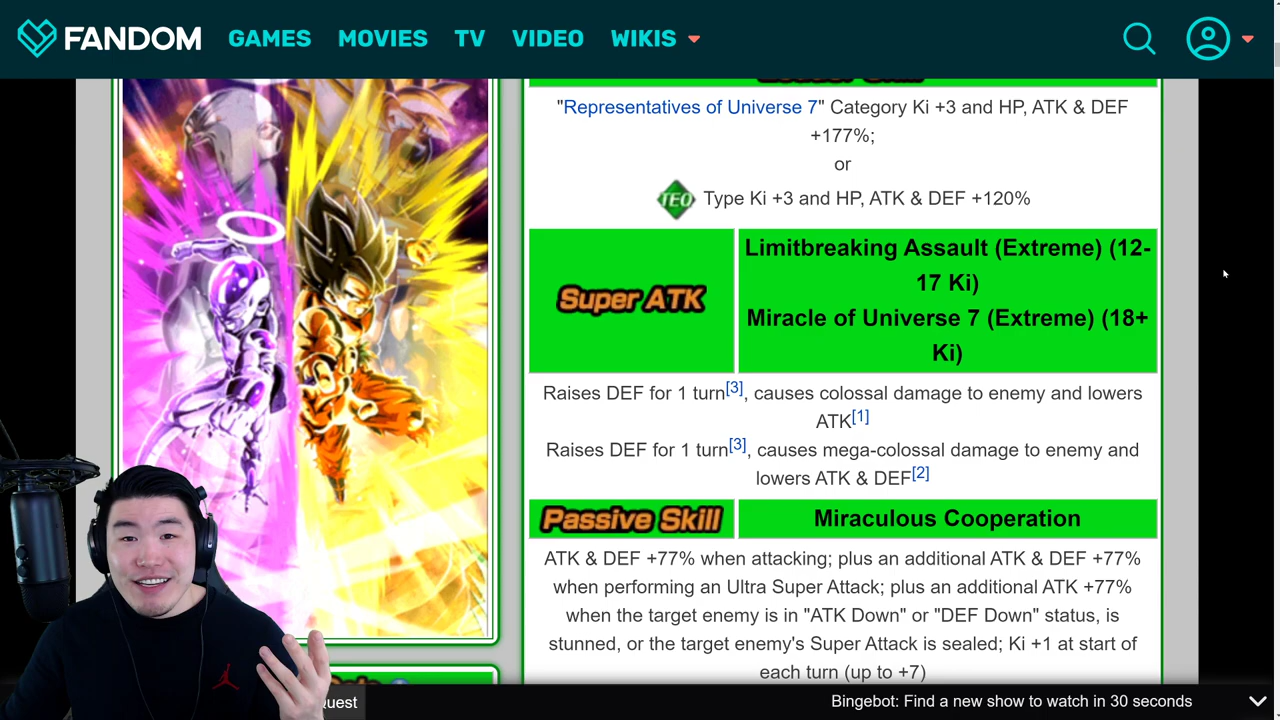 FANDOM GAMES MOVIES TV VIDEO WIKIS
"Representatives of Universe 7" Category Ki +3 and HP, ATK & DEF
+177%;
or
TEQ Type Ki +3 and HP, ATK & DEF +120%
Super ATK
Limitbreaking Assault (Extreme) (12-
17 Ki)
Miracle of Universe 7 (Extreme) (18+
Ki)
Raises DEF for 1 turn[3], causes colossal damage to enemy and lowers
ATK[1]
Raises DEF for 1 turn[3], causes mega-colossal damage to enemy and
lowers ATK & DEF[2]
Passive Skill
Miraculous Cooperation
ATK & DEF +77% when attacking; plus an additional ATK & DEF +77%
when performing an Ultra Super Attack; plus an additional ATK +77%
when the target enemy is in "ATK Down" or "DEF Down" status, is
stunned, or the target enemy's Super Attack is sealed; Ki +1 at start of
each turn (up to +7)
Bingebot: Find a new show to watch in 30 seconds